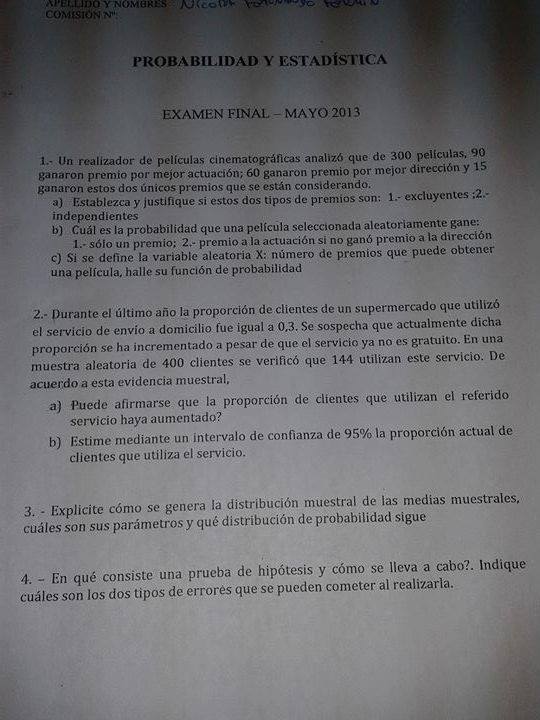 APELLIDO Y NOMBRES Nicolás
COMISIÓN Nº:
PROBABILIDAD Y ESTADÍSTICA
EXAMEN FINAL – MAYO 2013
1.- Un realizador de películas cinematográficas analizó que de 300 películas, 90
ganaron premio por mejor actuación; 60 ganaron premio por mejor dirección y 15
ganaron estos dos únicos premios que se están considerando.
a) Establezca y justifique si estos dos tipos de premios son: 1.- excluyentes ;2.-
independientes
b) Cuál es la probabilidad que una película seleccionada aleatoriamente gane:
1.- sólo un premio; 2.- premio a la actuación si no ganó premio a la dirección
c) Si se define la variable aleatoria X: número de premios que puede obtener
una película, halle su función de probabilidad
2.- Durante el último año la proporción de clientes de un supermercado que utilizó
el servicio de envío a domicilio fue igual a 0,3. Se sospecha que actualmente dicha
proporción se ha incrementado a pesar de que el servicio ya no es gratuito. En una
muestra aleatoria de 400 clientes se verificó que 144 utilizan este servicio. De
acuerdo a esta evidencia muestral,
a) Puede afirmarse que la proporción de clientes que utilizan el referido
servicio haya aumentado?
b) Estime mediante un intervalo de confianza de 95% la proporción actual de
clientes que utiliza el servicio.
3. - Explicite cómo se genera la distribución muestral de las medias muestrales,
cuáles son sus parámetros y qué distribución de probabilidad sigue
4. – En qué consiste una prueba de hipótesis y cómo se lleva a cabo?. Indique
cuáles son los dos tipos de errores que se pueden cometer al realizarla.